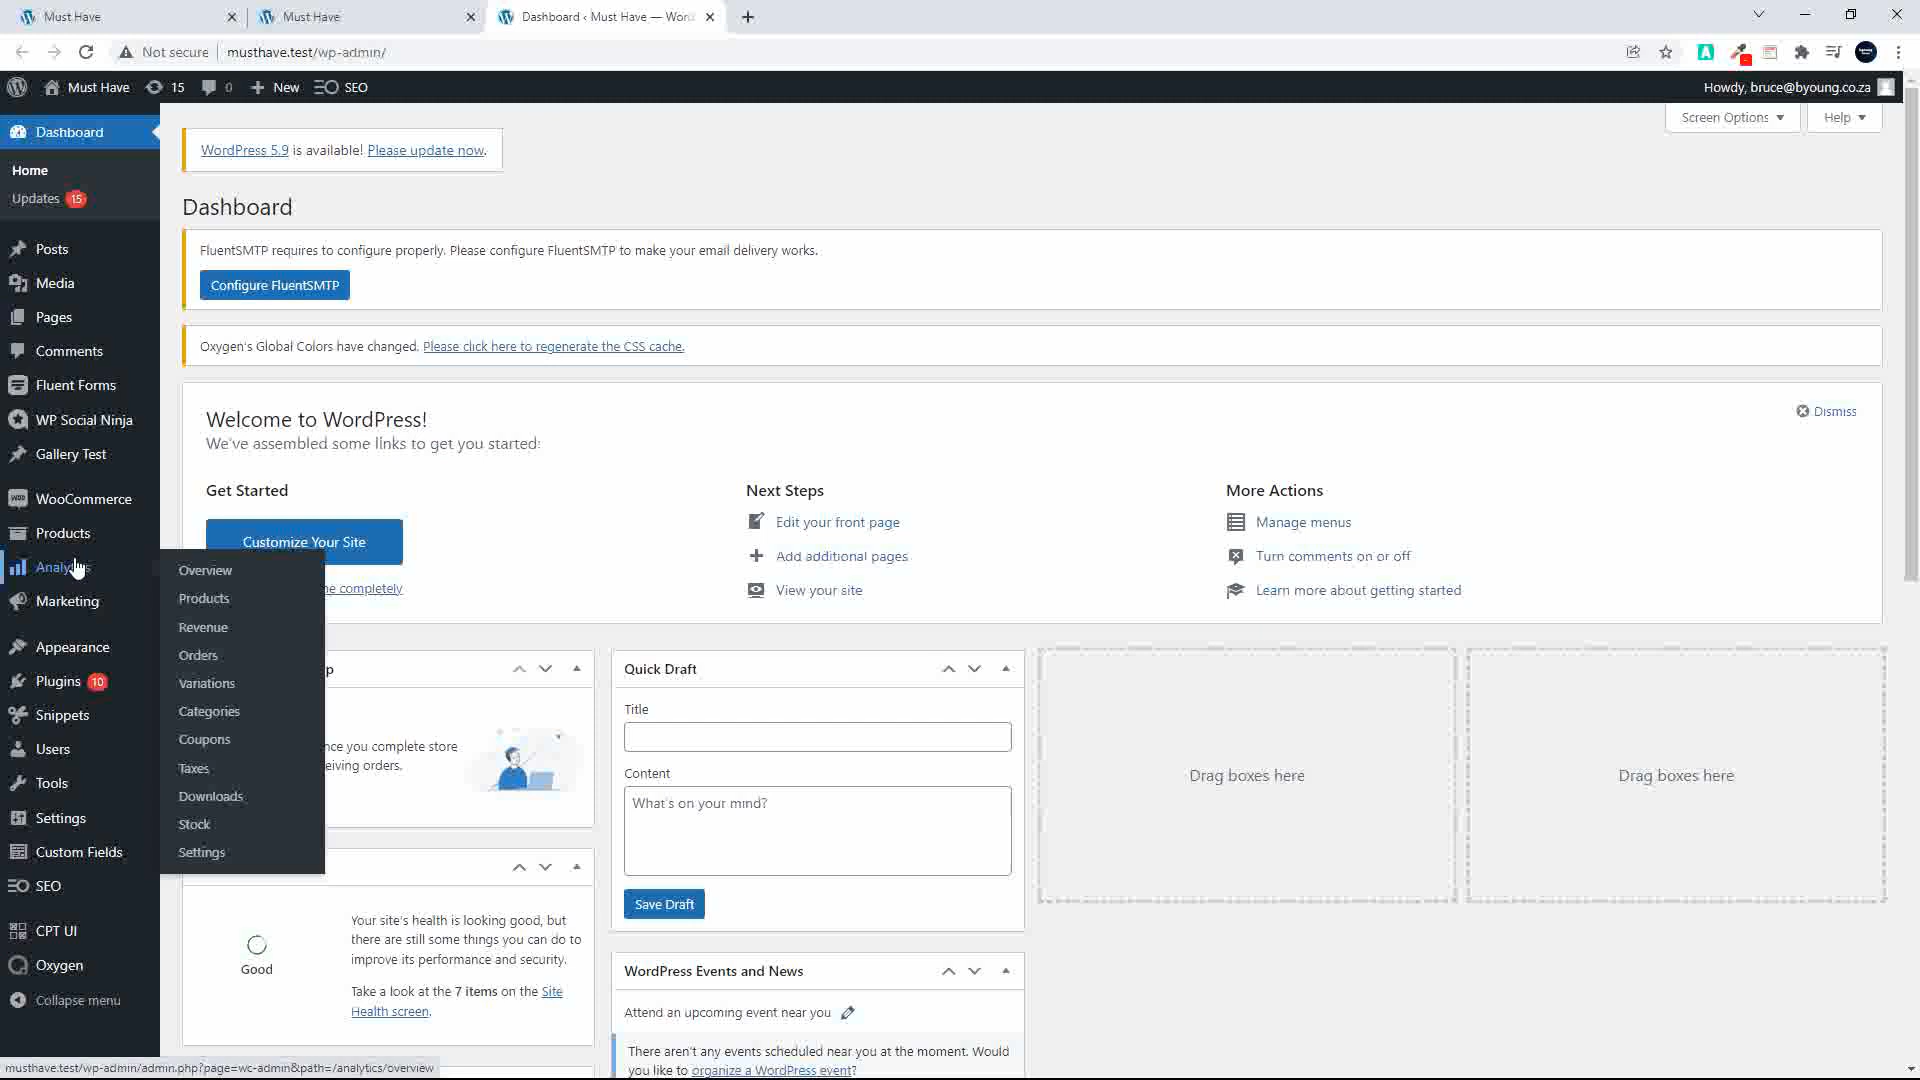 Must Have
Must Have
Dashboard ‹ Must Have — Word
Not secure
musthave.test/wp-admin/
Must Have
15
0
New
SEO
Howdy, bruce@byoung.co.za
Dashboard
Home
Updates 15
Posts
Media
Pages
Comments
Fluent Forms
WP Social Ninja
Gallery Test
WooCommerce
Products
Marketing
Appearance
Plugins 10
Snippets
Users
Tools
Settings
Custom Fields
SEO
CPT UI
Oxygen
Collapse menu
Overview
Products
Revenue
Orders
Variations
Categories
Coupons
Taxes
Downloads
Stock
Settings
Screen Options
Help
WordPress 5.9 is available! Please update now.
Dashboard
FluentSMTP requires to configure properly. Please configure FluentSMTP to make your email delivery works.
Configure FluentSMTP
Oxygen's Global Colors have changed. Please click here to regenerate the CSS cache.
Welcome to WordPress!
We've assembled some links to get you started:
Dismiss
Get Started
Customize Your Site
completely
Next Steps
Edit your front page
Add additional pages
View your site
More Actions
Manage menus
Turn comments on or off
Learn more about getting started
you complete store
orders.
Good
Your site's health is looking good, but
there are still some things you can do to
improve its performance and security.
Take a look at the 7 items on the Site
Health screen.
Quick Draft
Title
Content
What's on your mind?
Save Draft
WordPress Events and News
Attend an upcoming event near you
There aren't any events scheduled near you at the moment. Would
you like to organize a WordPress event?
Drag boxes here
Drag boxes here
musthave.test/wp-admin/admin.php?page=wc-admin&path=/analytics/overview